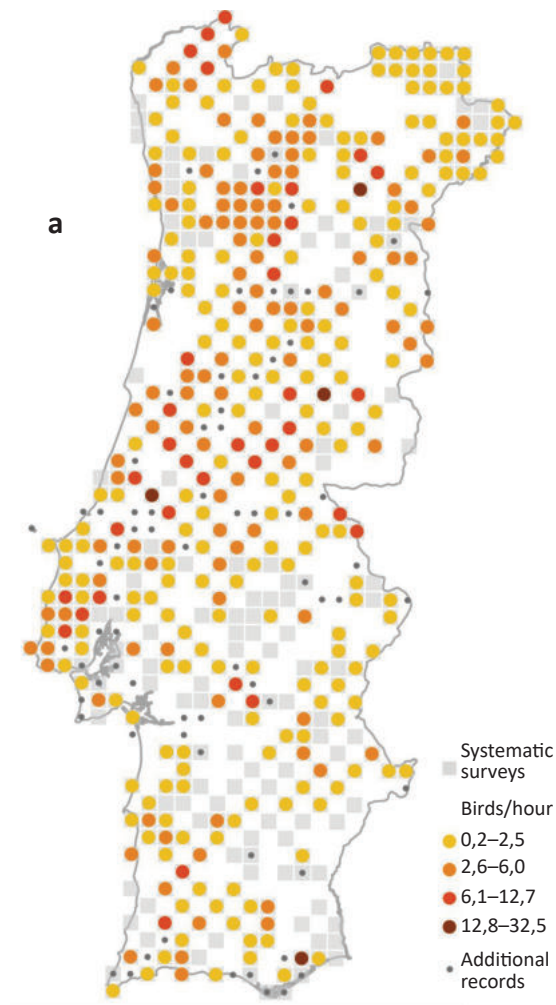 a
Systematic
surveys
Birds/hour
0,2–2,5
2,6–6,0
6,1–12,7
12,8–32,5
Additional
records